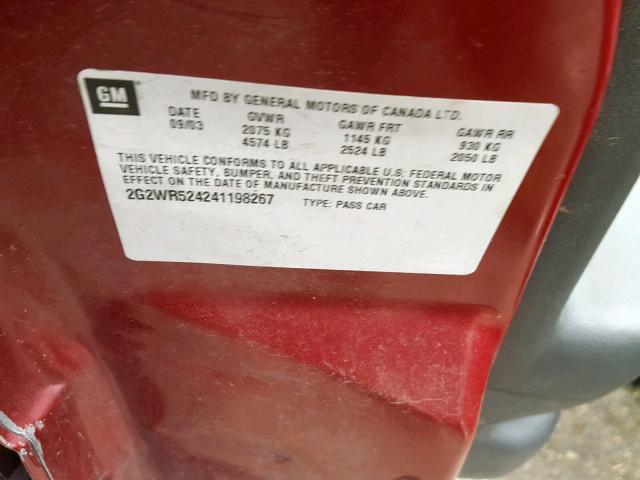 GM
MFD BY GENERAL MOTORS OF CANADA LTD.
DATE GVWR GAWR FRT GAWR RR
09/03 2075 KG 1145 KG 930 KG
4574 LB 2524 LB 2050 LB
THIS VEHICLE CONFORMS TO ALL APPLICABLE U.S. FEDERAL MOTOR
VEHICLE SAFETY, BUMPER, AND THEFT PREVENTION STANDARDS IN
EFFECT ON THE DATE OF MANUFACTURE SHOWN ABOVE.
2G2WR524241198267 TYPE: PASS CAR